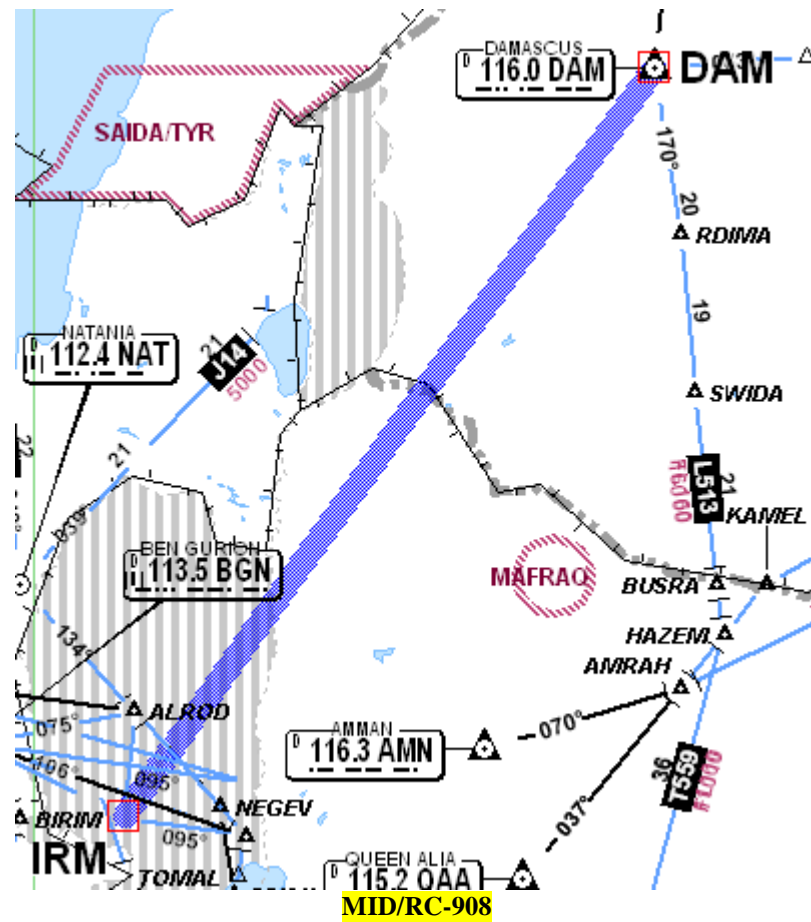 DAMASCUS
D 116.0 DAM
DAM
SAIDA/TYR
170°
20
RDIMA
19
NATANIA
D 112.4 NAT
21
J14
5000
SWIDA
21
22
L513
21
KAMEL
039°
BEN GURION
D 113.5 BGN
MAFRAQ
BUSRA
HAZEM
134°
AMRAH
ALROD
075°
AMMAN
D 116.3 AMN
070°
36
T559
106°
095°
NEGEV
BIRIM
095°
037°
IRM
TOMAL
QUEEN ALIA
D 115.2 QAA
MID/RC-908